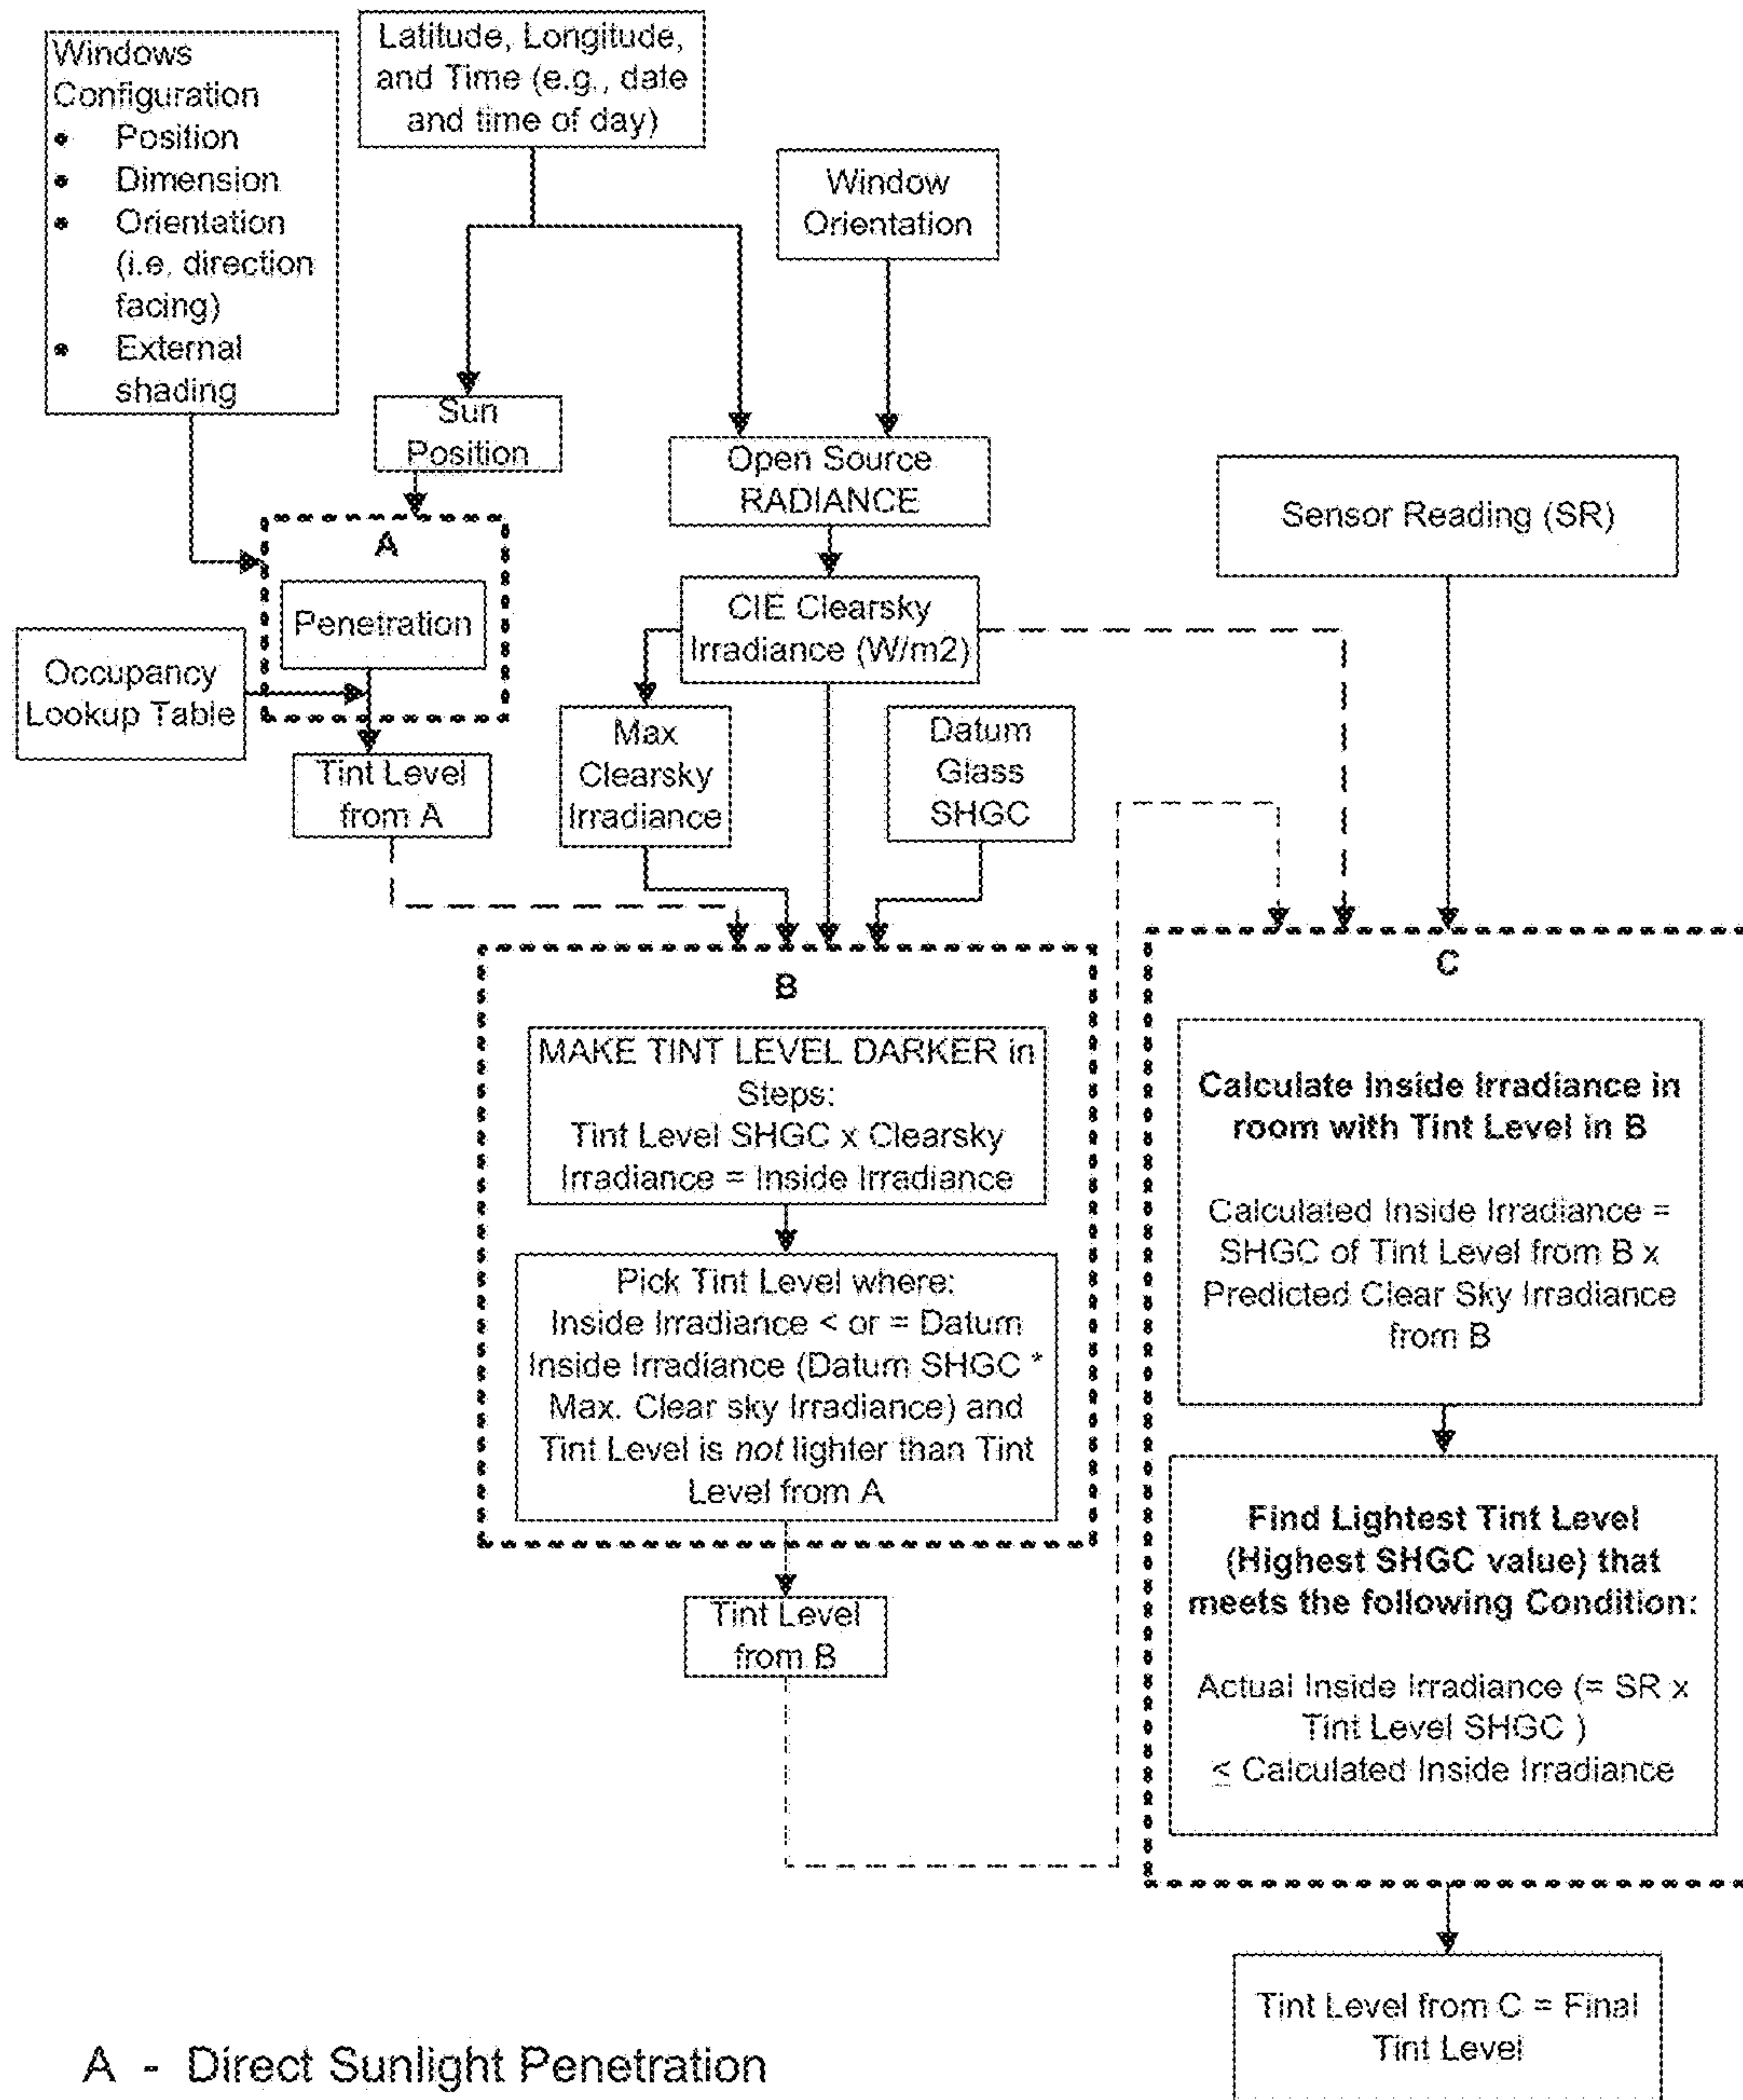 Windows
Configuration
• Position
• Dimension
• Orientation
(i.e. direction
facing)
• External
shading
Latitude, Longitude,
and Time (e.g., date
and time of day)
Window
Orientation
Sun
Position
Open Source
RADIANCE
Sensor Reading (SR)
A
Penetration
Occupancy
Lookup Table
Tint Level
from A
CIE Clearsky
Irradiance (W/m2)
Max
Clearsky
Irradiance
Datum
Glass
SHGC
B
MAKE TINT LEVEL DARKER in
Steps:
Tint Level SHGC x Clearsky
Irradiance = Inside Irradiance
Pick Tint Level where:
Inside Irradiance < or = Datum
Inside Irradiance (Datum SHGC *
Max. Clear sky Irradiance) and
Tint Level is not lighter than Tint
Level from A
Tint Level
from B
C
Calculate Inside Irradiance in
room with Tint Level in B
Calculated Inside Irradiance =
SHGC of Tint Level from B x
Predicted Clear Sky Irradiance
from B
Find Lightest Tint Level
(Highest SHGC value) that
meets the following Condition:
Actual Inside Irradiance (= SR x
Tint Level SHGC )
≤ Calculated Inside Irradiance
Tint Level from C = Final
Tint Level
A - Direct Sunlight Penetration